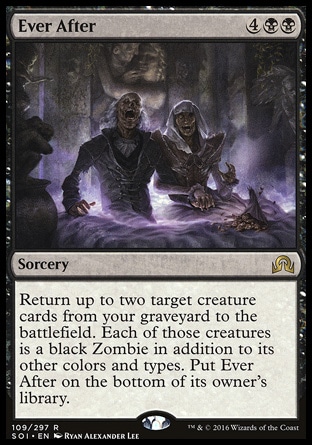 Ever After 4
Sorcery
Return up to two target creature
cards from your graveyard to the
battlefield. Each of those creatures
is a black Zombie in addition to its
other colors and types. Put Ever
After on the bottom of its owner's
library.
109/297 R
SOI • EN Ryan Alexander Lee
™ & © 2016 Wizards of the Coast